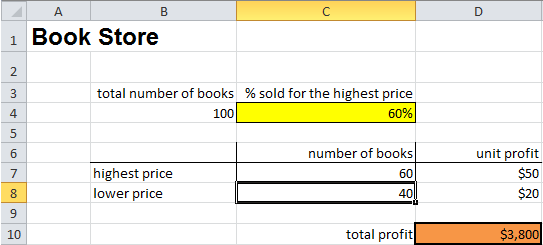 A B C D
1 Book Store
2
3 total number of books % sold for the highest price
4 100 60%
5
6 number of books unit profit
7 highest price 60 $50
8 lower price 40 $20
9
10 total profit $3,800